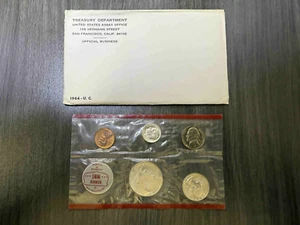 TREASURY DEPARTMENT
UNITED STATES ASSAY OFFICE
155 HERMANN STREET
SAN FRANCISCO, CALIF. 94102
OFFICIAL BUSINESS
1964-U.C.